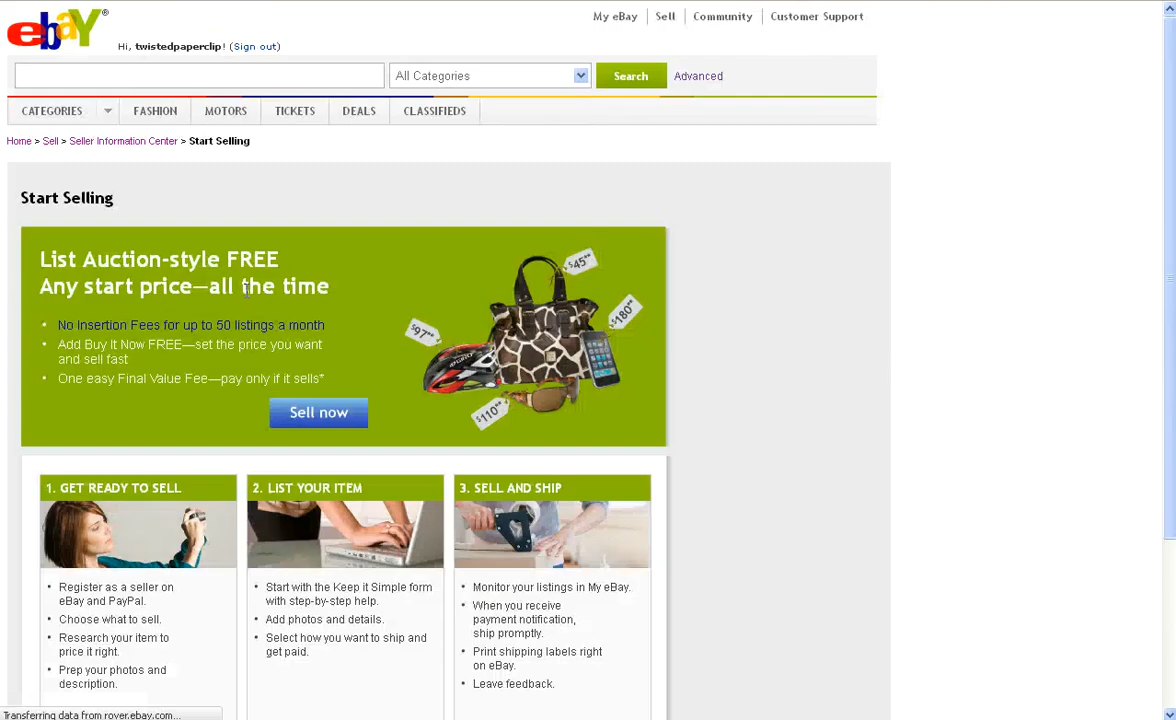 My eBay | Sell | Community | Customer Support
ebay®
Hi, twistedpaperclip! (Sign out)
All Categories Search Advanced
CATEGORIES FASHION MOTORS TICKETS DEALS CLASSIFIEDS
Home > Sell > Seller Information Center > Start Selling
Start Selling
List Auction-style FREE
Any start price—all the time
• No Insertion Fees for up to 50 listings a month
• Add Buy It Now FREE—set the price you want
and sell fast
• One easy Final Value Fee—pay only if it sells*
Sell now
$45**
$180**
$97**
$110**
1. GET READY TO SELL
• Register as a seller on
eBay and PayPal.
• Choose what to sell.
• Research your item to
price it right.
• Prep your photos and
description.
2. LIST YOUR ITEM
• Start with the Keep it Simple form
with step-by-step help.
• Add photos and details.
• Select how you want to ship and
get paid.
3. SELL AND SHIP
• Monitor your listings in My eBay.
• When you receive
payment notification,
ship promptly.
• Print shipping labels right
on eBay.
• Leave feedback.
Transferring data from rover.ebay.com...